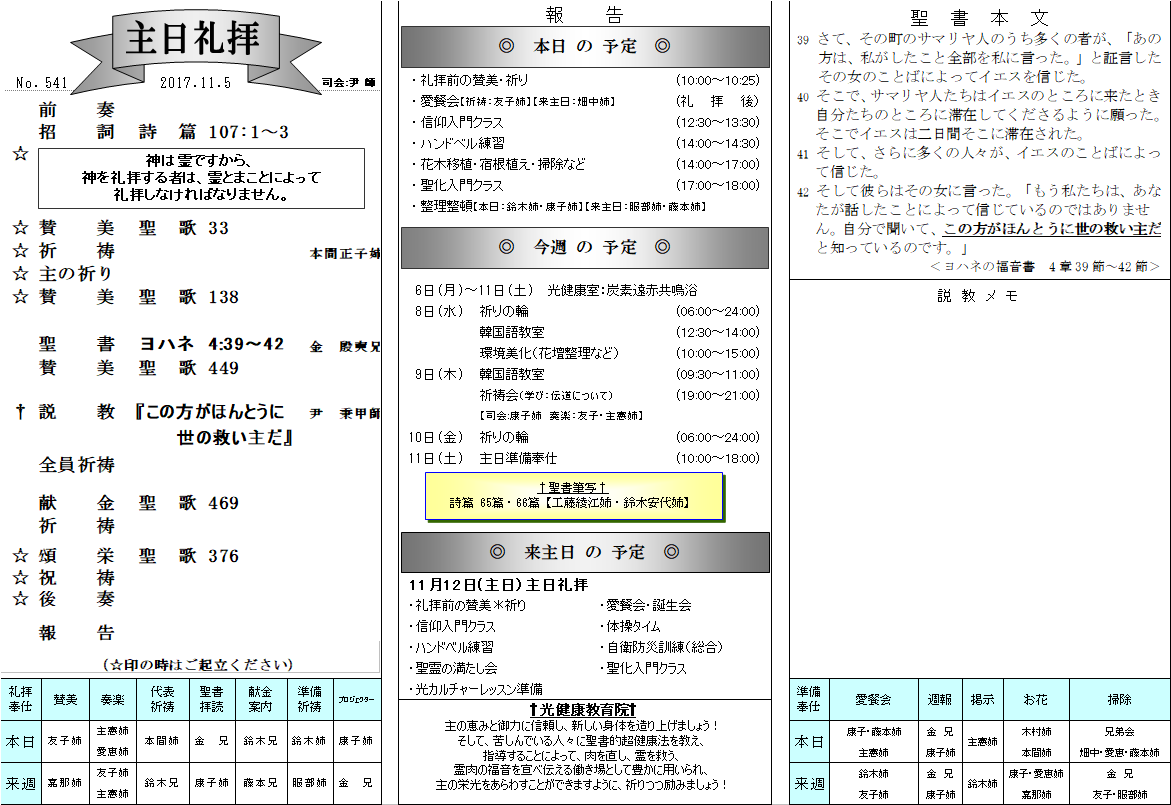 主日礼拝
No. 541
2017.11.5
司会:尹 師
前 奏
招 詞 詩 篇 107:1~3
☆
神は霊ですから、
神を礼拝する者は、霊とまことによって
礼拝しなければなりません。
☆ 賛 美 聖 歌 33
☆ 祈 祷 本間正子姉
☆ 主の祈り
☆ 賛 美 聖 歌 138
聖 書 ヨハネ 4:39~42 金 殷奭兄
賛 美 聖 歌 449
† 説 教 『この方がほんとうに 尹 秉甲師
世の救い主だ』
全員祈祷
献 金 聖 歌 469
祈 祷
☆ 頌 栄 聖 歌 376
☆ 祝 祷
☆ 後 奏
報 告
(☆印の時はご起立ください)
礼拝奉仕 賛美 奏楽 代表祈祷 聖書拝読 献金案内 準備祈祷 プロジェクター
本日 友子姉 主憲姉 愛恵姉 本間姉 金 兄 鈴木兄 鈴木姉 康子姉
来週 嘉那姉 友子姉 主憲姉 鈴木兄 康子姉 藤本兄 服部姉 金 兄
報 告
◎ 本日 の 予定 ◎
・礼拝前の賛美・祈り (10:00~10:25)
・愛餐会【祈祷:友子姉】【来主日:畑中姉】 (礼 拝 後)
・信仰入門クラス (12:30~13:30)
・ハンドベル練習 (14:00~14:30)
・花木移植・宿根植え・掃除など (14:00~17:00)
・聖化入門クラス (17:00~18:00)
・整理整頓【本日:鈴木姉・康子姉】【来主日:服部姉・藤本姉】
◎ 今週 の 予定 ◎
6日(月)~11日(土) 光健康室:炭素遠赤共鳴浴
8日(水) 祈りの輪 (06:00~24:00)
韓国語教室 (12:30~14:00)
環境美化(花壇整理など) (10:00~15:00)
9日(木) 韓国語教室 (09:30~11:00)
祈祷会(学び:伝道について) (19:00~21:00)
【司会:康子姉 奏楽:友子・主憲姉】
10日(金) 祈りの輪 (06:00~24:00)
11日(土) 主日準備奉仕 (10:00~18:00)
†聖書筆写†
詩篇 65篇・66篇【工藤綾江姉・鈴木安代姉】
◎ 来主日 の 予定 ◎
11月12日(主日) 主日礼拝
・礼拝前の賛美*祈り ・愛餐会・誕生会
・信仰入門クラス ・体操タイム
・ハンドベル練習 ・自衛防災訓練(総合)
・聖霊の満たし会 ・聖化入門クラス
・光カルチャーレッスン準備
†光健康教育院†
主の恵みと御力に信頼し、新しい身体を造り上げましょう!
そして、苦しんでいる人々に聖書的超健康法を教え、
指導することによって、肉を直し、霊を救う、
霊肉の福音を宣べ伝える働き場として豊かに用いられ、
主の栄光をあらわすことができますように、祈りつつ励みましょう!
聖 書 本 文
39 さて、その町のサマリヤ人のうち多くの者が、「あの
方は、私がしたこと全部を私に言った。」と証言した
その女のことばによってイエスを信じた。
40 そこで、サマリヤ人たちはイエスのところに来たとき
自分たちのところに滞在してくださるように願った。
そこでイエスは二日間そこに滞在された。
41 そして、さらに多くの人々が、イエスのことばによっ
て信じた。
42 そして彼らはその女に言った。「もう私たちは、あな
たが話したことによって信じているのではありませ
ん。自分で聞いて、この方がほんとうに世の救い主だ
と知っているのです。」
<ヨハネの福音書 4章39節~42節>
説 教 メ モ
準備奉仕 愛餐会 週報 掲示 お花 掃除
本日 康子・藤本姉 主憲姉 金 兄 康子姉 主憲姉 木村姉 本間姉 兄弟会 畑中・愛恵・藤本姉
来週 鈴木姉 友子姉 金 兄 康子姉 鈴木姉 康子・愛恵姉 嘉那姉 金 兄 友子・服部姉